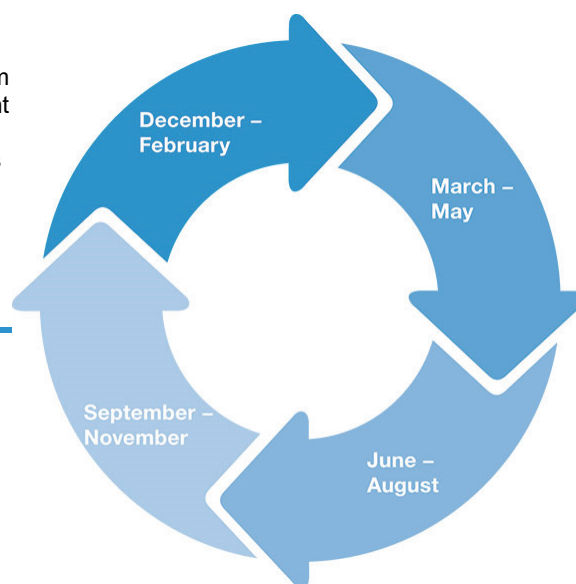 December –
February
March –
May
June –
August
September –
November